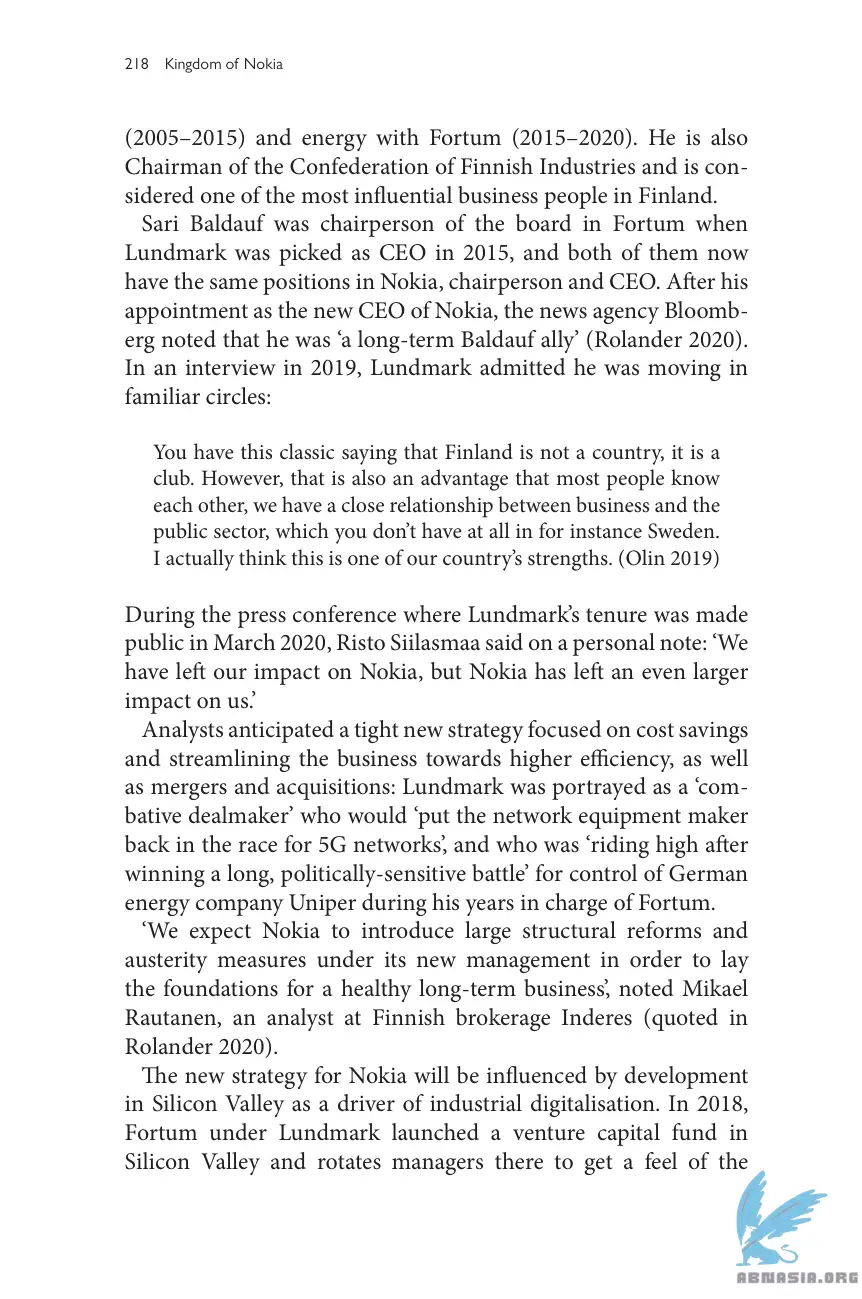 218 Kingdom of Nokia
(2005–2015) and energy with Fortum (2015–2020). He is also
Chairman of the Confederation of Finnish Industries and is con-
sidered one of the most influential business people in Finland.
Sari Baldauf was chairperson of the board in Fortum when
Lundmark was picked as CEO in 2015, and both of them now
have the same positions in Nokia, chairperson and CEO. After his
appointment as the new CEO of Nokia, the news agency Bloomb-
erg noted that he was ‘a long-term Baldauf ally’ (Rolander 2020).
In an interview in 2019, Lundmark admitted he was moving in
familiar circles:
You have this classic saying that Finland is not a country, it is a
club. However, that is also an advantage that most people know
each other, we have a close relationship between business and the
public sector, which you don’t have at all in for instance Sweden.
I actually think this is one of our country’s strengths. (Olin 2019)
During the press conference where Lundmark’s tenure was made
public in March 2020, Risto Siilasmaa said on a personal note: ‘We
have left our impact on Nokia, but Nokia has left an even larger
impact on us.’
Analysts anticipated a tight new strategy focused on cost savings
and streamlining the business towards higher efficiency, as well
as mergers and acquisitions: Lundmark was portrayed as a ‘com-
bative dealmaker’ who would ‘put the network equipment maker
back in the race for 5G networks’, and who was ‘riding high after
winning a long, politically-sensitive battle’ for control of German
energy company Uniper during his years in charge of Fortum.
‘We expect Nokia to introduce large structural reforms and
austerity measures under its new management in order to lay
the foundations for a healthy long-term business’, noted Mikael
Rautanen, an analyst at Finnish brokerage Inderes (quoted in
Rolander 2020).
The new strategy for Nokia will be influenced by development
in Silicon Valley as a driver of industrial digitalisation. In 2018,
Fortum under Lundmark launched a venture capital fund in
Silicon Valley and rotates managers there to get a feel of the
ABNASIA.ORG